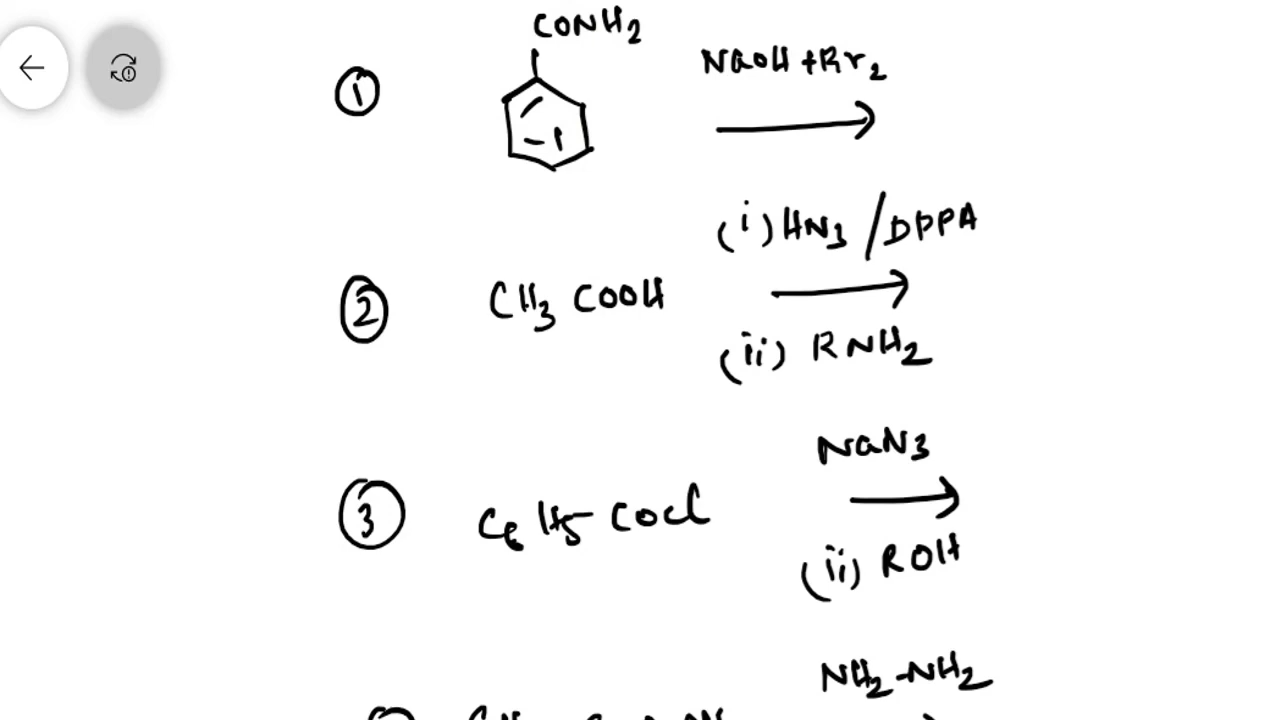 ① CONH2 NaOH + Br2
(i) HN3 / DPPA
② CH3 COOH
(ii) RNH2
NaN3
③ C6H5- COCl
(ii) ROH
NH2-NH2